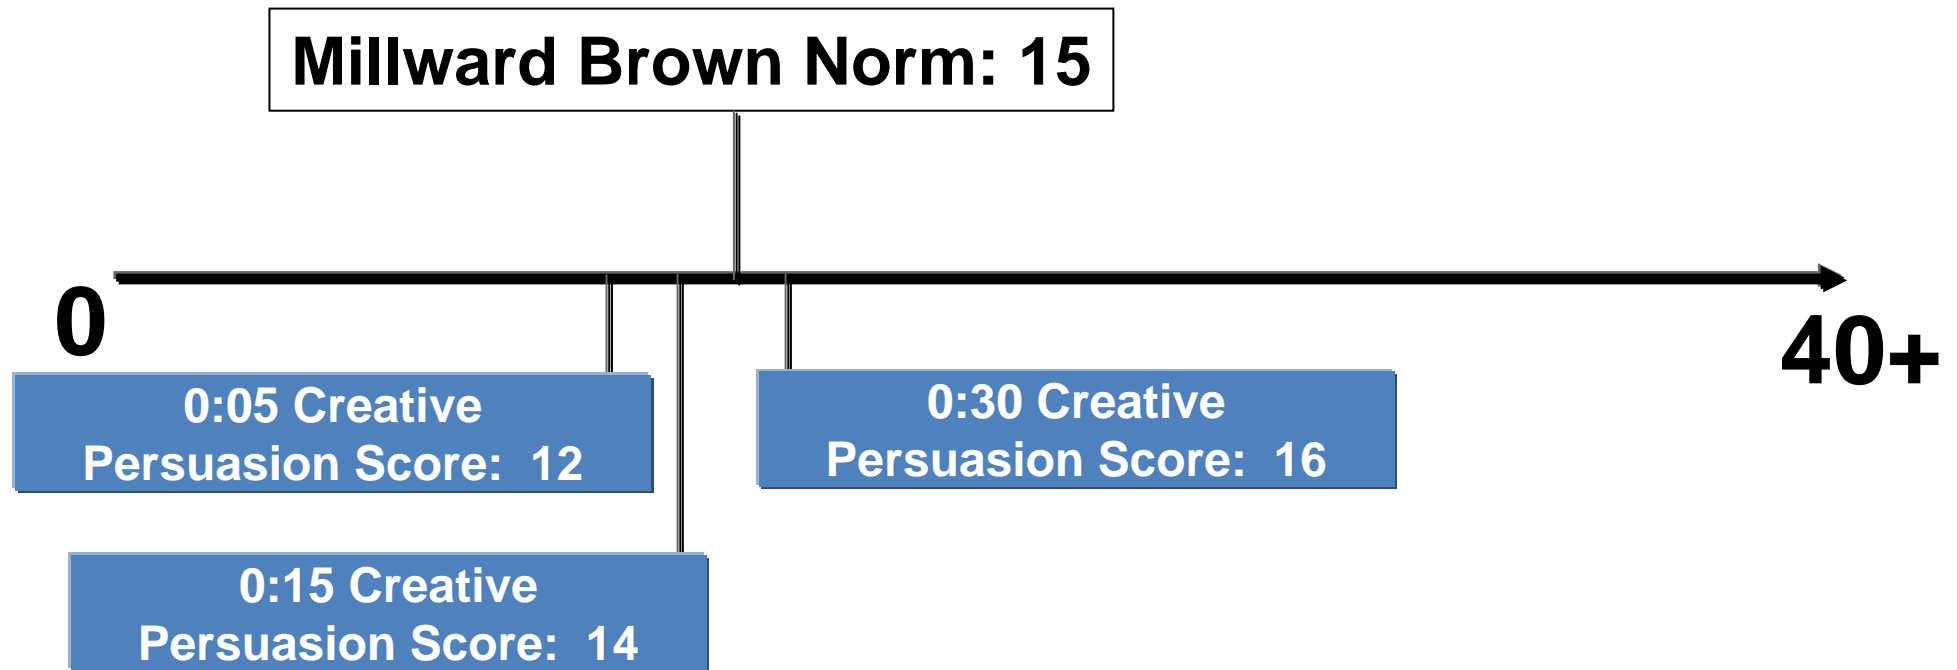 Millward Brown Norm: 15
0
40+
0:05 Creative
Persuasion Score: 12
0:30 Creative
Persuasion Score: 16
0:15 Creative
Persuasion Score: 14